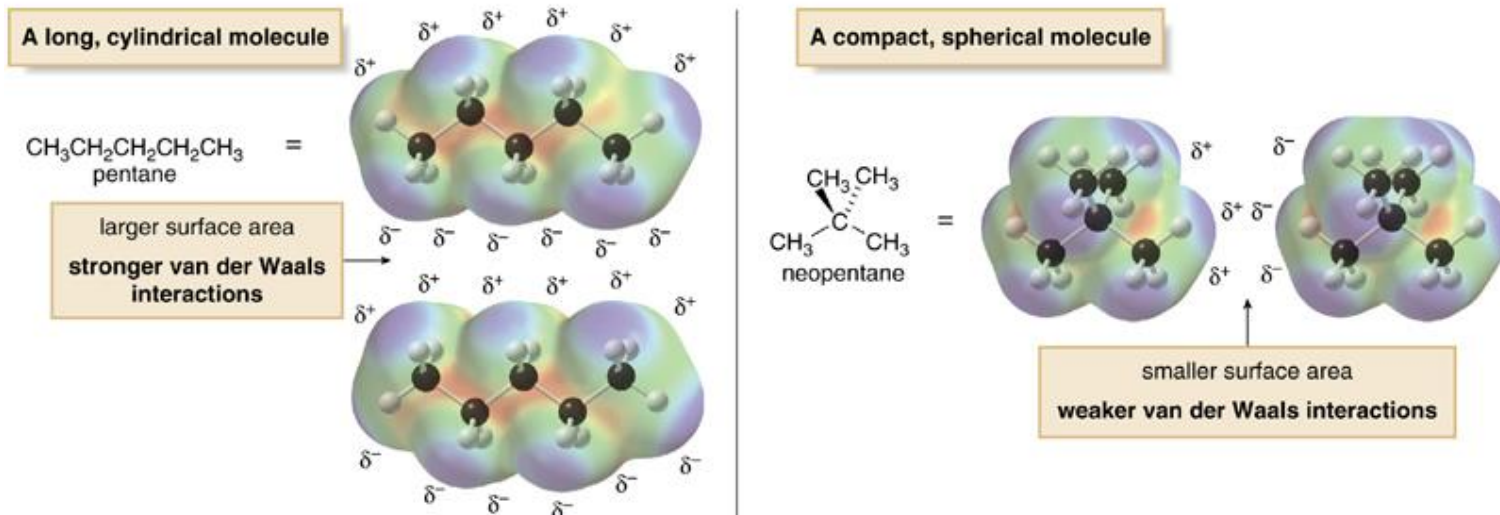 A long, cylindrical molecule
δ⁺ δ⁺ δ⁺ δ⁺ δ⁺ δ⁺
CH₃CH₂CH₂CH₂CH₃ =
pentane
larger surface area
stronger van der Waals
interactions
δ⁻ δ⁻ δ⁻ δ⁻ δ⁻ δ⁻
δ⁺ δ⁺ δ⁺ δ⁺ δ⁺ δ⁺
δ⁻ δ⁻ δ⁻ δ⁻ δ⁻ δ⁻
A compact, spherical molecule
CH₃ CH₃
C
CH₃ CH₃
=
neopentane
δ⁺ δ⁻
δ⁺ δ⁻
δ⁺ δ⁻
smaller surface area
weaker van der Waals interactions